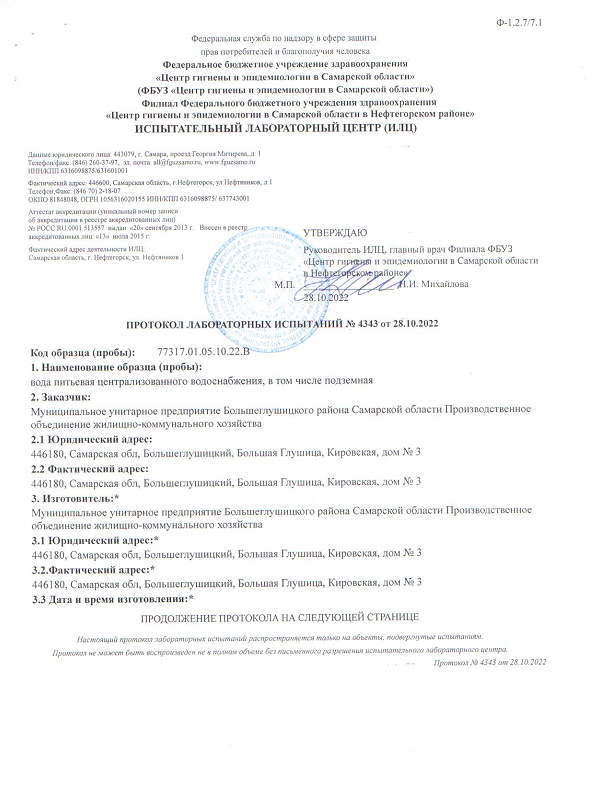 Ф-1.2.7/7.1
Федеральная служба по надзору в сфере защиты
прав потребителей и благополучия человека
Федеральное бюджетное учреждение здравоохранения
«Центр гигиены и эпидемиологии в Самарской области»
(ФБУЗ «Центр гигиены и эпидемиологии в Самарской области»)
Филиал Федерального бюджетного учреждения здравоохранения
«Центр гигиены и эпидемиологии в Самарской области в Нефтегорском районе»
ИСПЫТАТЕЛЬНЫЙ ЛАБОРАТОРНЫЙ ЦЕНТР (ИЛЦ)
Данные юридического лица: 443079, г. Самара, проезд Георгия Митирева, д. 1
Телефон/факс: (846) 260-37-97, эл. почта: all@fguzsamo.ru, www.fguzsamo.ru
ИНН/КПП 6316098875/631601001
Фактический адрес: 446600, Самарская область, г.Нефтегорск, ул.Нефтяников, д 1
Телефон,Факс: (846 70) 2-18-07
ОКПО 81848048, ОГРН 1056316020155 ИНН/КПП 6316098875/ 637743001
Аттестат аккредитации (уникальный номер записи
об аккредитации в реестре аккредитованных лиц)
№ РОСС RU.0001.513557 выдан «20» сентября 2013 г. Внесен в реестр
аккредитованных лиц: «13» июля 2015 г.
Фактический адрес деятельности ИЛЦ:
Самарская область, г. Нефтегорск, ул. Нефтяников 1
УТВЕРЖДАЮ
Руководитель ИЛЦ, главный врач Филиала ФБУЗ
«Центр гигиены и эпидемиологии в Самарской области
в Нефтегорском районе»
М.П. Н.И. Михайлова
28.10.2022
ПРОТОКОЛ ЛАБОРАТОРНЫХ ИСПЫТАНИЙ № 4343 от 28.10.2022
Код образца (пробы): 77317.01.05.10.22.В
1. Наименование образца (пробы):
вода питьевая централизованного водоснабжения, в том числе подземная
2. Заказчик:
Муниципальное унитарное предприятие Большеглушицкого района Самарской области Производственное
объединение жилищно-коммунального хозяйства
2.1 Юридический адрес:
446180, Самарская обл, Большеглушицкий, Большая Глушица, Кировская, дом № 3
2.2 Фактический адрес:
446180, Самарская обл, Большеглушицкий, Большая Глушица, Кировская, дом № 3
3. Изготовитель:*
Муниципальное унитарное предприятие Большеглушицкого района Самарской области Производственное
объединение жилищно-коммунального хозяйства
3.1 Юридический адрес:*
446180, Самарская обл, Большеглушицкий, Большая Глушица, Кировская, дом № 3
3.2.Фактический адрес:*
446180, Самарская обл, Большеглушицкий, Большая Глушица, Кировская, дом № 3
3.3 Дата и время изготовления:*
ПРОДОЛЖЕНИЕ ПРОТОКОЛА НА СЛЕДУЮЩЕЙ СТРАНИЦЕ
Настоящий протокол лабораторных испытаний распространяется только на объекты, подвергнутые испытаниям.
Протокол не может быть воспроизведен не в полном объеме без письменного разрешения испытательного лабораторного центра.
Протокол № 4343 от 28.10.2022